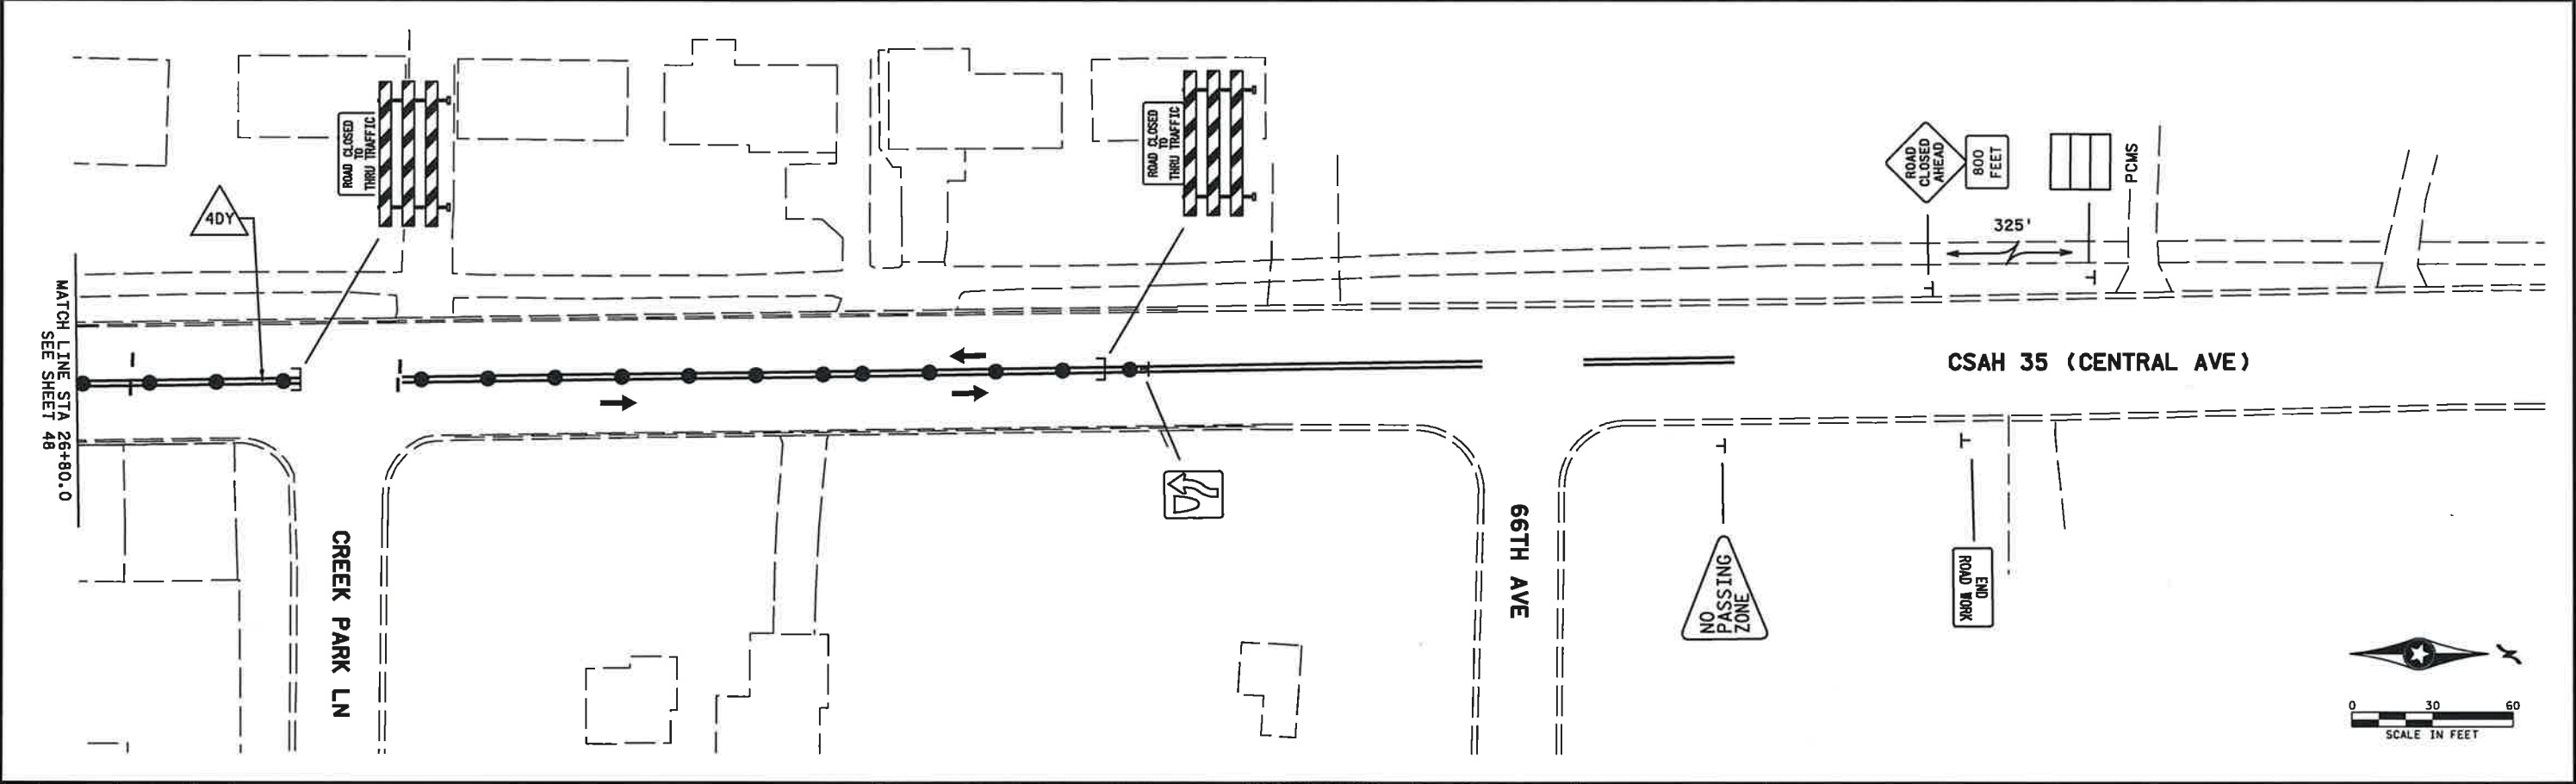 ROAD CLOSED
TO
THRU TRAFFIC
ROAD CLOSED
TO
THRU TRAFFIC
4DY
ROAD
CLOSED
AHEAD
800
FEET
PCMS
325'
MATCH LINE STA 26+80.0
SEE SHEET 48
CSAH 35 (CENTRAL AVE)
CREEK PARK LN
66TH AVE
NO
PASSING
ZONE
END
ROAD WORK
N
0 30 60
SCALE IN FEET